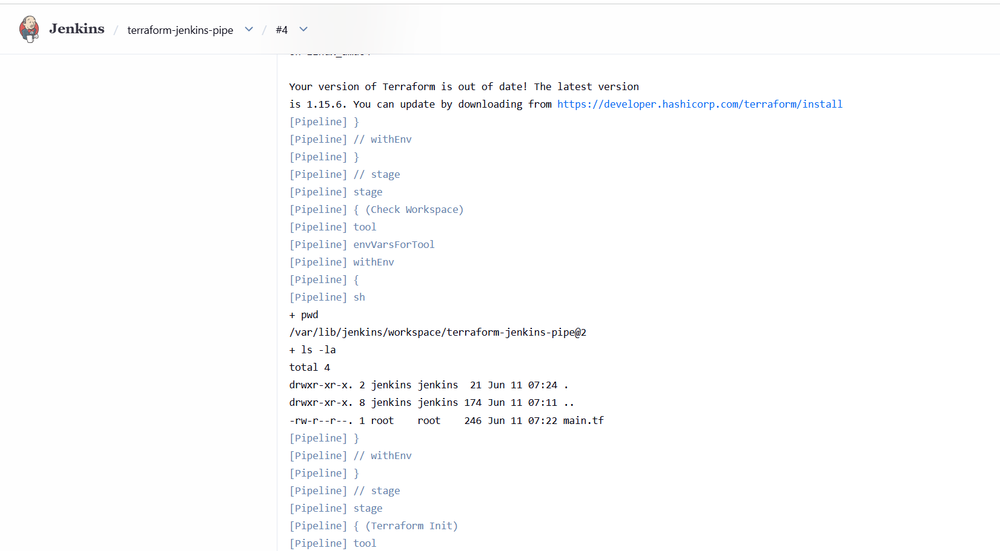 Jenkins / terraform-jenkins-pipe / #4
Your version of Terraform is out of date! The latest version
is 1.15.6. You can update by downloading from https://developer.hashicorp.com/terraform/install
[Pipeline] }
[Pipeline] // withEnv
[Pipeline] }
[Pipeline] // stage
[Pipeline] stage
[Pipeline] { (Check Workspace)
[Pipeline] tool
[Pipeline] envVarsForTool
[Pipeline] withEnv
[Pipeline] {
[Pipeline] sh
+ pwd
/var/lib/jenkins/workspace/terraform-jenkins-pipe@2
+ ls -la
total 4
drwxr-xr-x. 2 jenkins jenkins  21 Jun 11 07:24 .
drwxr-xr-x. 8 jenkins jenkins 174 Jun 11 07:11 ..
-rw-r--r--. 1 root    root    246 Jun 11 07:22 main.tf
[Pipeline] }
[Pipeline] // withEnv
[Pipeline] }
[Pipeline] // stage
[Pipeline] stage
[Pipeline] { (Terraform Init)
[Pipeline] tool